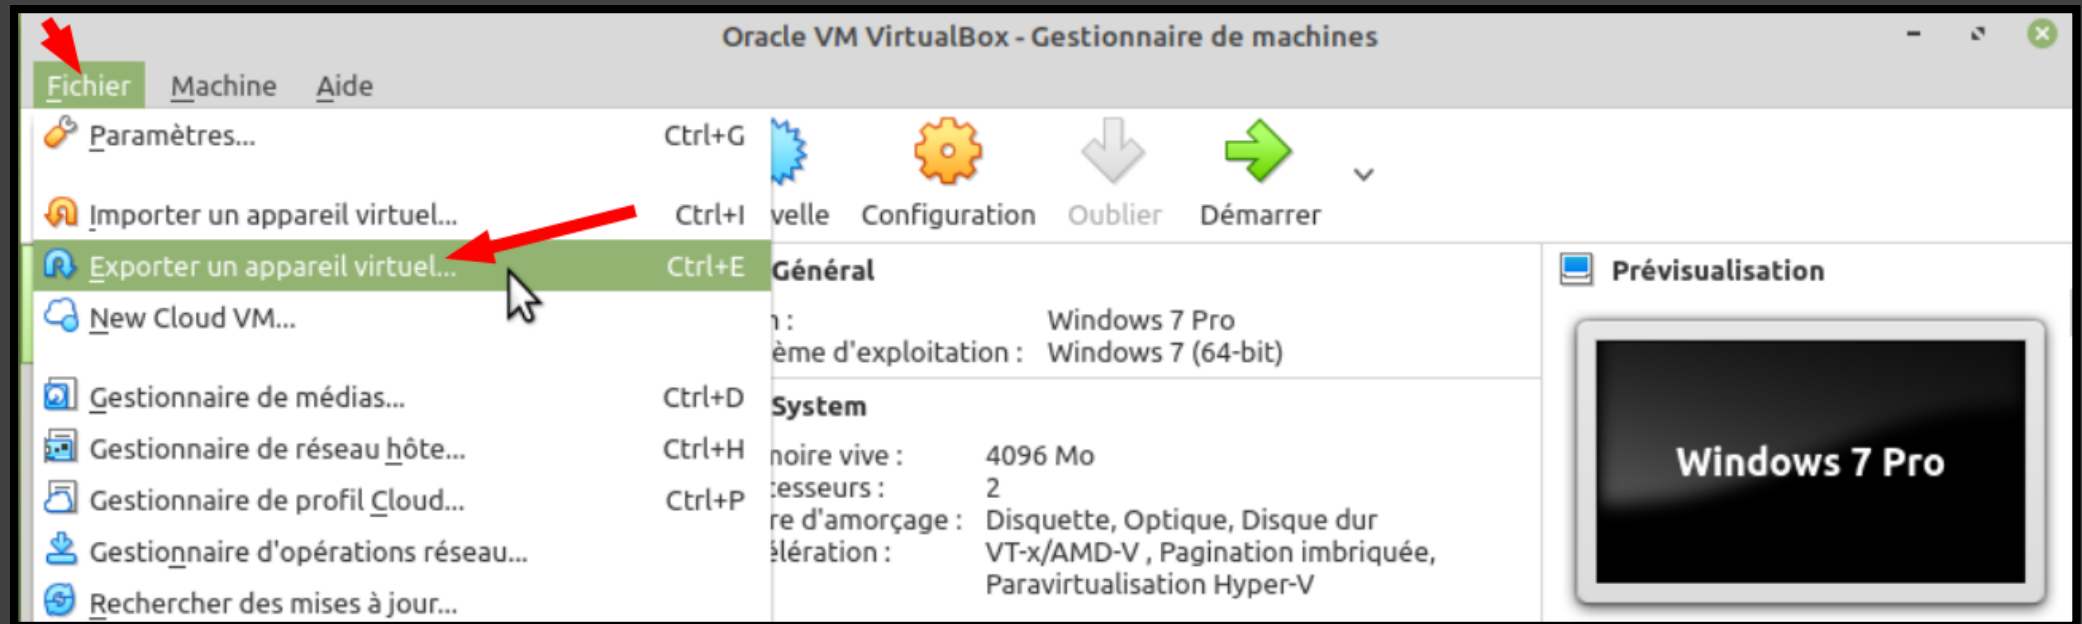 Oracle VM VirtualBox - Gestionnaire de machines
Fichier Machine Aide
Paramètres... Ctrl+G
Importer un appareil virtuel... Ctrl+I
Exporter un appareil virtuel... Ctrl+E
New Cloud VM...
Gestionnaire de médias... Ctrl+D
Gestionnaire de réseau hôte... Ctrl+H
Gestionnaire de profil Cloud... Ctrl+P
Gestionnaire d'opérations réseau...
Rechercher des mises à jour...
velle Configuration Oublier Démarrer
Général
n : Windows 7 Pro
ème d'exploitation : Windows 7 (64-bit)
System
noire vive : 4096 Mo
cesseurs : 2
re d'amorçage : Disquette, Optique, Disque dur
élération : VT-x/AMD-V , Pagination imbriquée,
Paravirtualisation Hyper-V
Prévisualisation
Windows 7 Pro